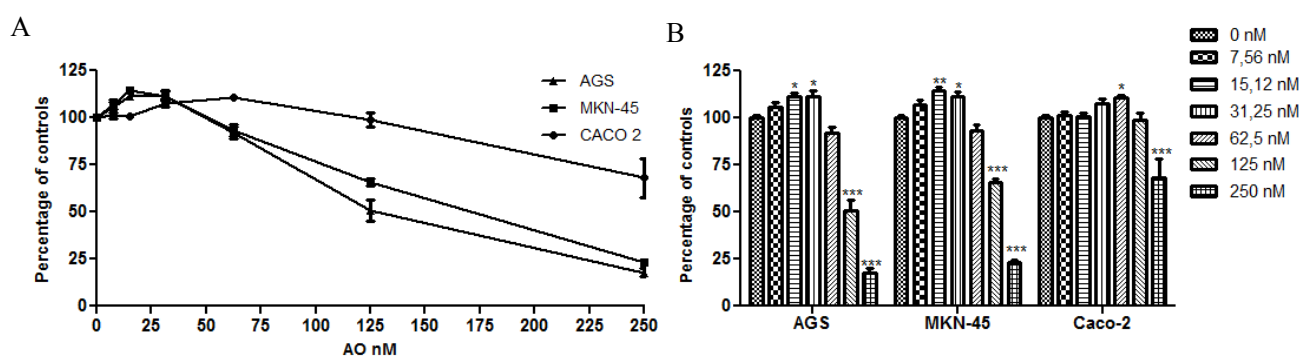 A
Percentage of controls
125
100
75
50
25
0
0 25 50 75 100 125 150 175 200 225 250
AO nM
AGS
MKN-45
CACO 2
B
Percentage of controls
125
100
75
50
25
0
* * *** ***
** * *** ***
* ***
AGS MKN-45 Caco-2
0 nM
7,56 nM
15,12 nM
31,25 nM
62,5 nM
125 nM
250 nM